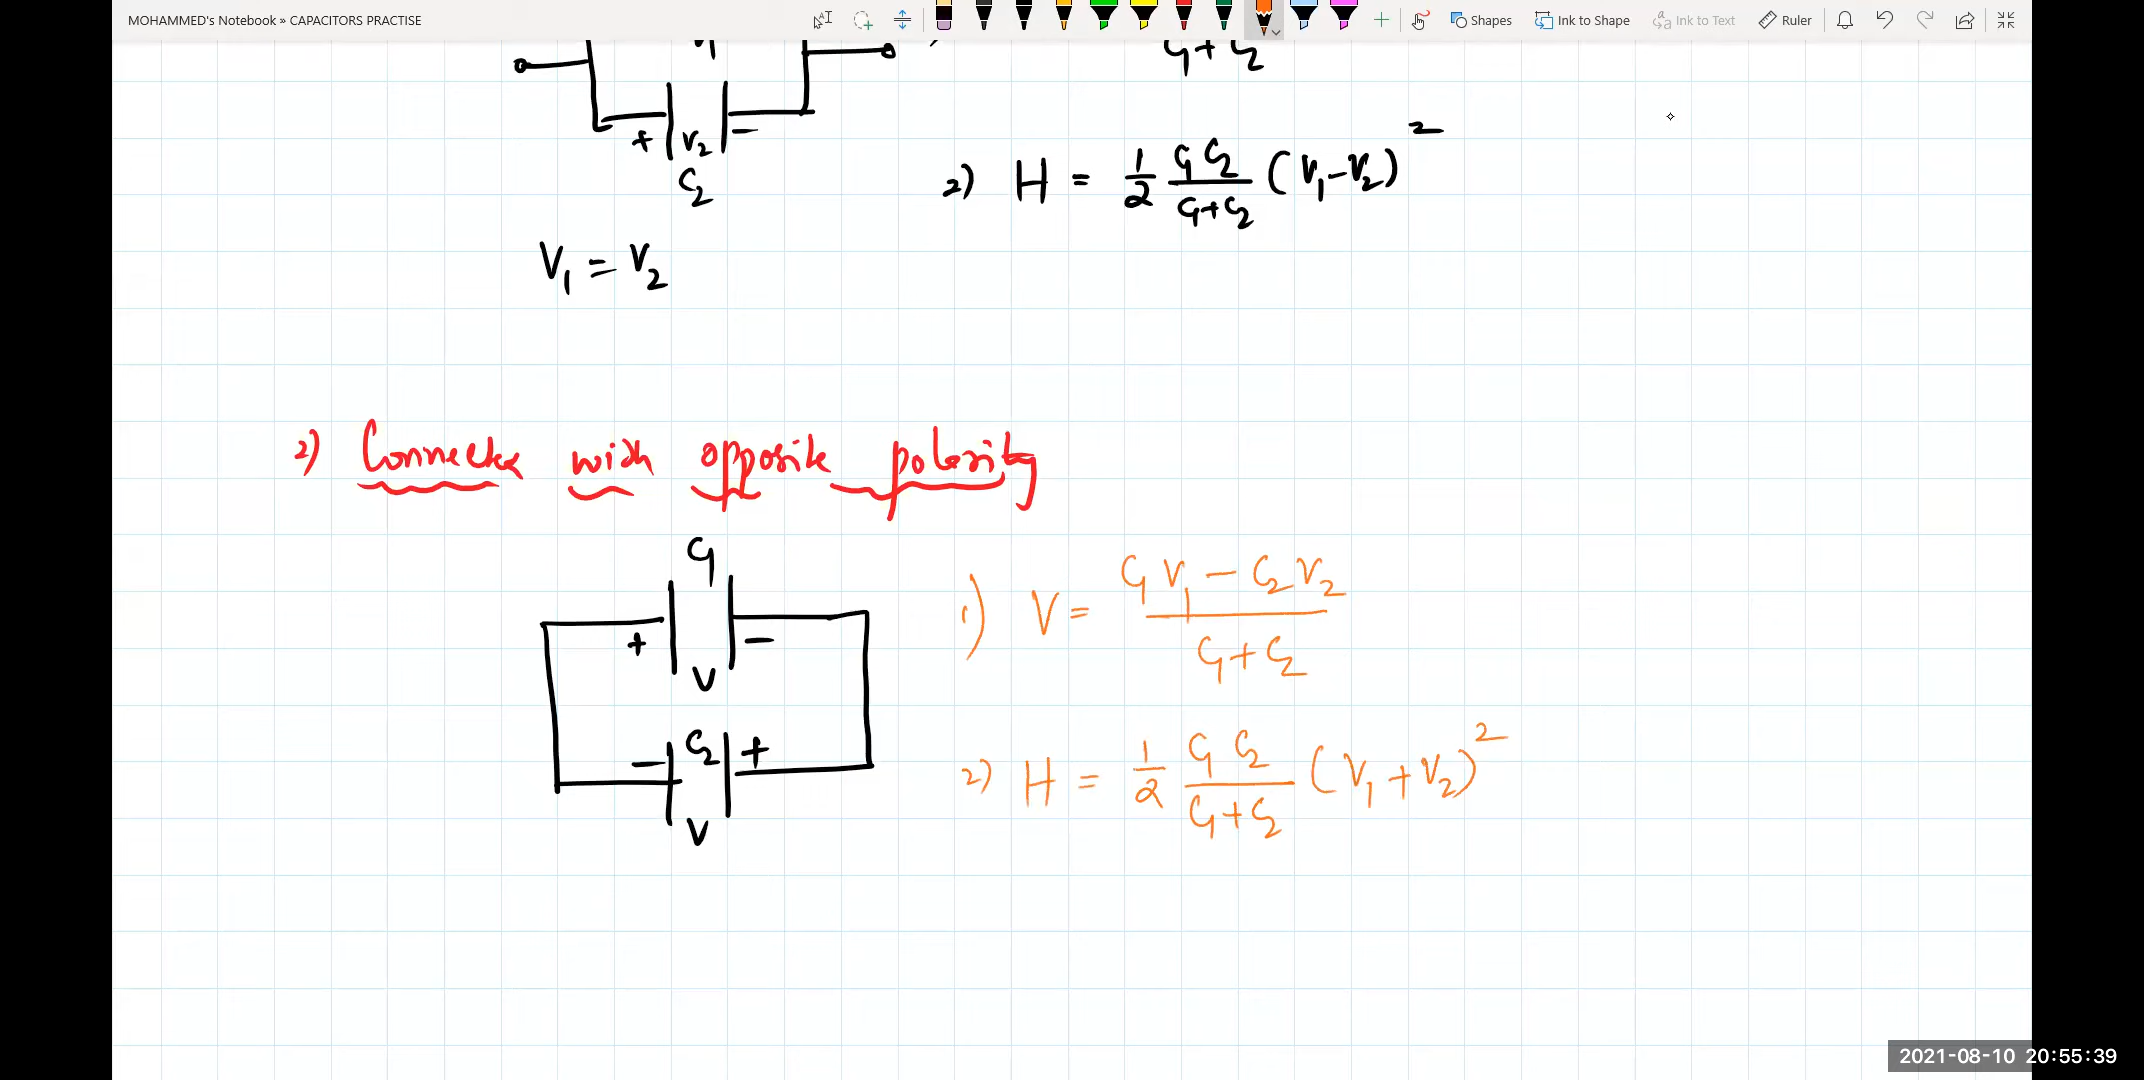 MOHAMMED's Notebook » CAPACITORS PRACTISE
Shapes Ink to Shape Ink to Text Ruler
C1+C2
+ V2 −
C2
2) H = 1/2 C1C2/(C1+C2) (V1−V2)^2
V1 = V2
2) Connected with opposite polarity
C1
+ −
V
− C2 +
V
1) V = (C1V1 − C2V2)/(C1+C2)
2) H = 1/2 C1C2/(C1+C2) (V1+V2)^2
2021-08-10 20:55:39